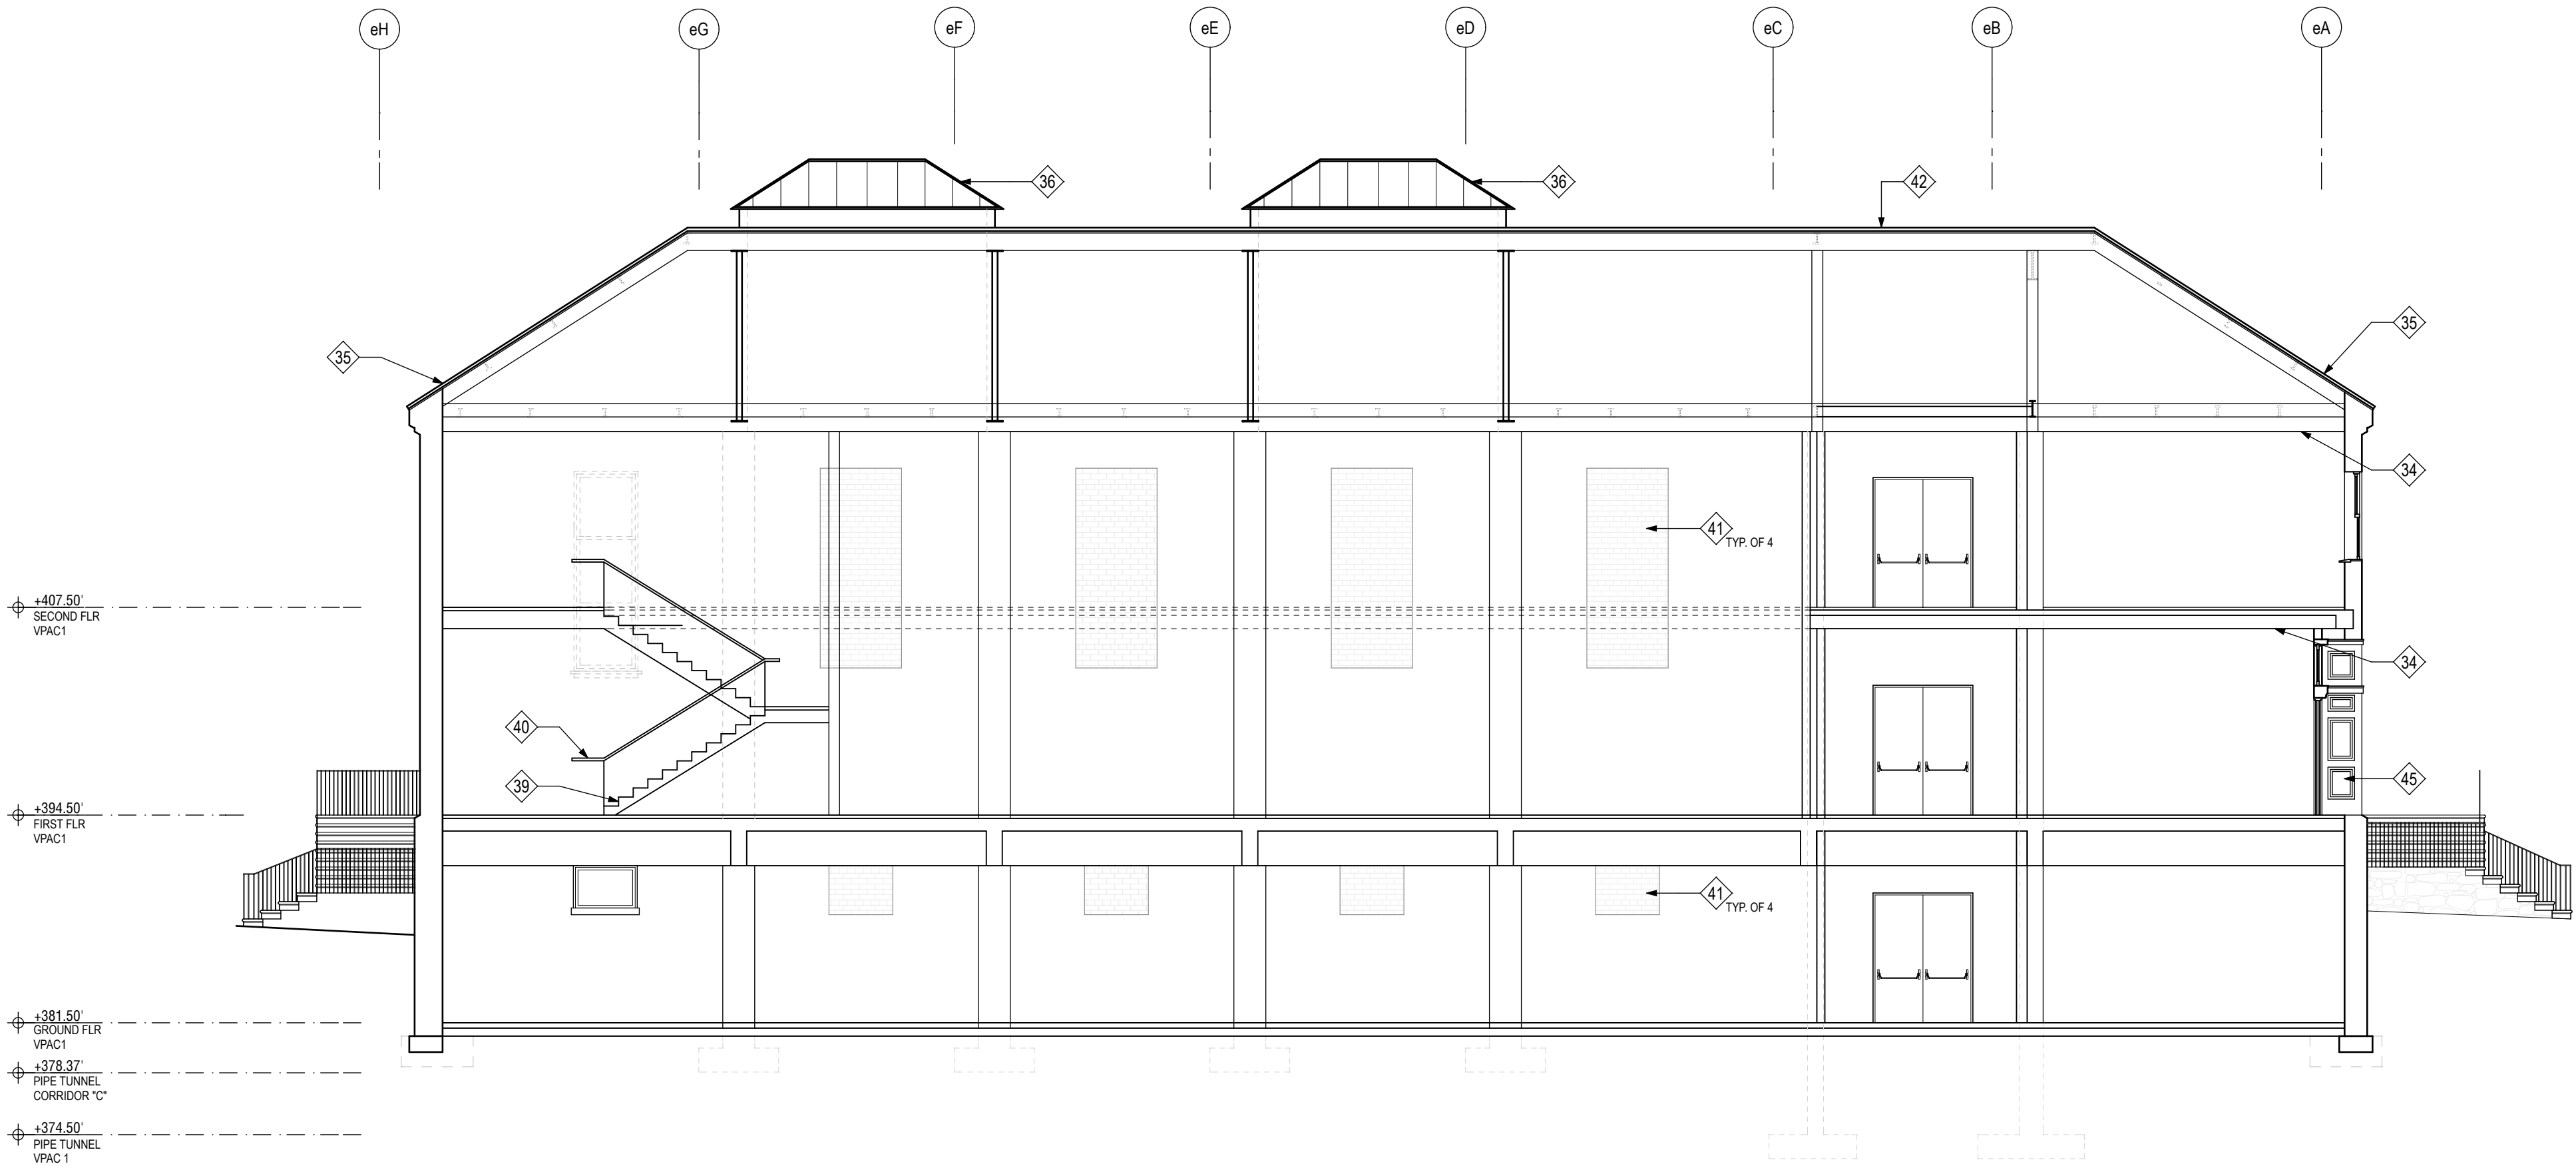 eH
eG
eF
eE
eD
eC
eB
eA
36
36
42
35
35
34
41
TYP. OF 4
+407.50'
SECOND FLR
VPAC1
34
40
39
45
+394.50'
FIRST FLR
VPAC1
41
TYP. OF 4
+381.50'
GROUND FLR
VPAC1
+378.37'
PIPE TUNNEL
CORRIDOR "C"
+374.50'
PIPE TUNNEL
VPAC 1